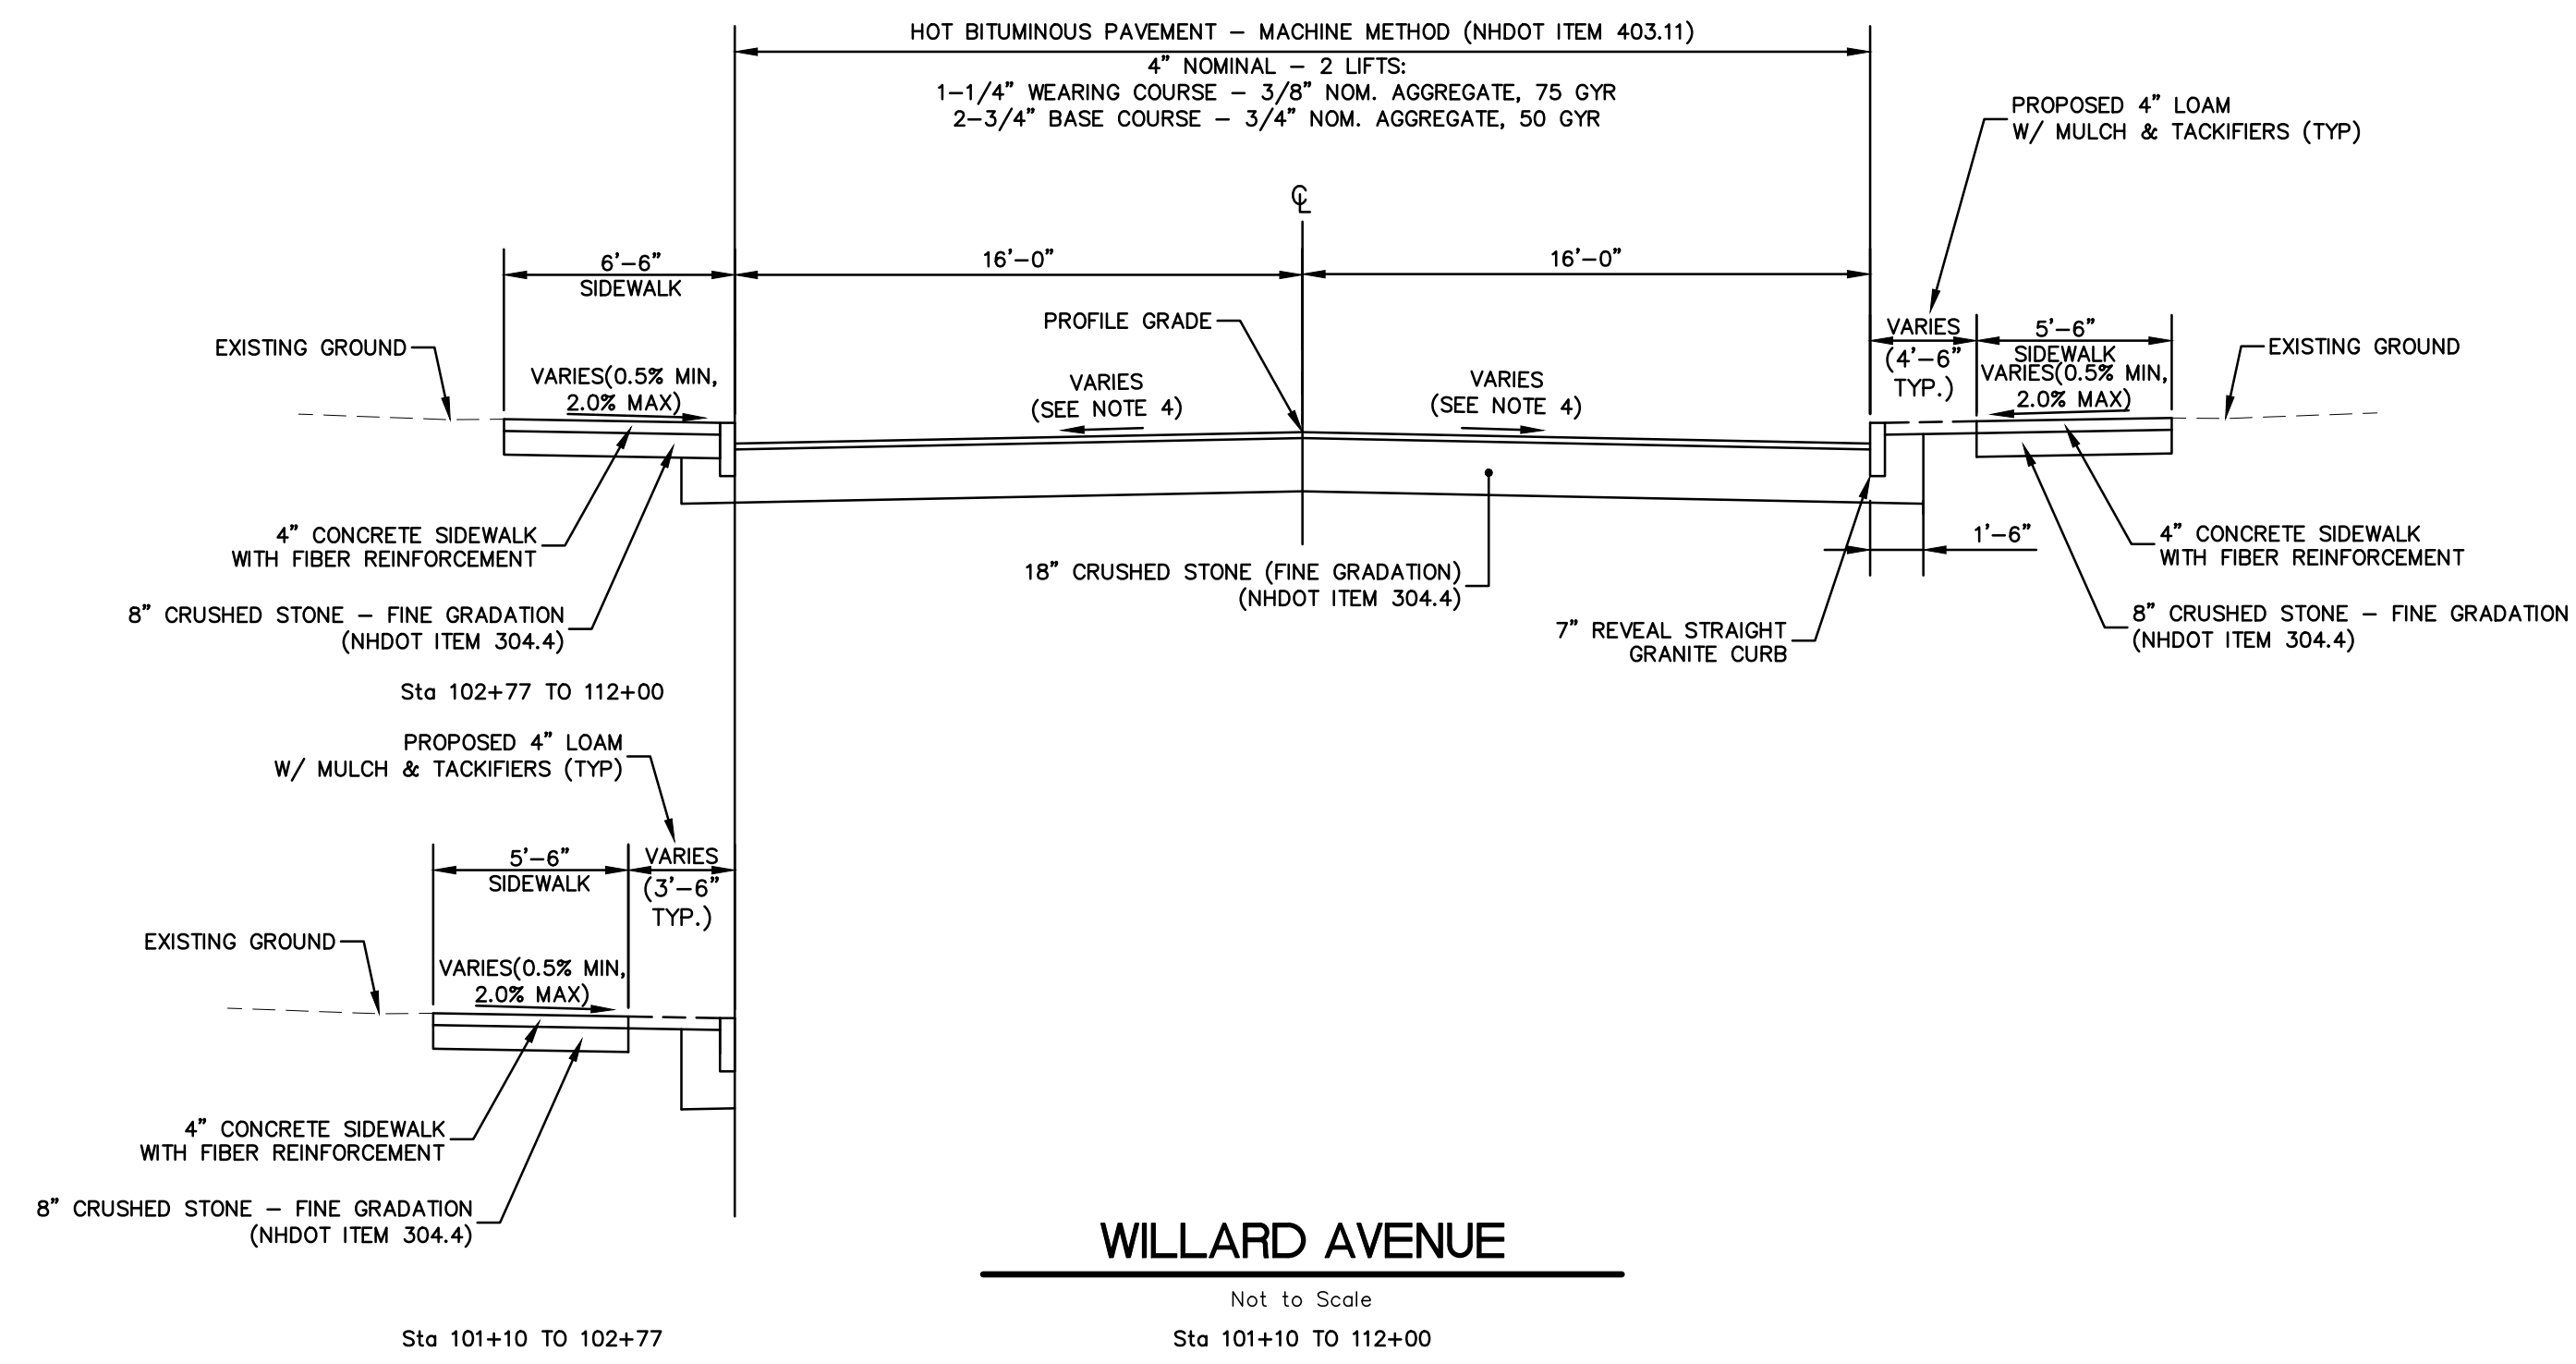 HOT BITUMINOUS PAVEMENT – MACHINE METHOD (NHDOT ITEM 403.11)
4" NOMINAL – 2 LIFTS:
1–1/4" WEARING COURSE – 3/8" NOM. AGGREGATE, 75 GYR
2–3/4" BASE COURSE – 3/4" NOM. AGGREGATE, 50 GYR
PROPOSED 4" LOAM
W/ MULCH & TACKIFIERS (TYP)
℄
6'–6"
SIDEWALK
16'–0"
16'–0"
PROFILE GRADE
VARIES
(4'–6"
TYP.)
5'–6"
SIDEWALK
VARIES(0.5% MIN,
2.0% MAX)
EXISTING GROUND
EXISTING GROUND
VARIES(0.5% MIN,
2.0% MAX)
VARIES
(SEE NOTE 4)
VARIES
(SEE NOTE 4)
4" CONCRETE SIDEWALK
WITH FIBER REINFORCEMENT
8" CRUSHED STONE – FINE GRADATION
(NHDOT ITEM 304.4)
18" CRUSHED STONE (FINE GRADATION)
(NHDOT ITEM 304.4)
7" REVEAL STRAIGHT
GRANITE CURB
1'–6"
4" CONCRETE SIDEWALK
WITH FIBER REINFORCEMENT
8" CRUSHED STONE – FINE GRADATION
(NHDOT ITEM 304.4)
Sta 102+77 TO 112+00
PROPOSED 4" LOAM
W/ MULCH & TACKIFIERS (TYP)
5'–6"
SIDEWALK
VARIES
(3'–6"
TYP.)
EXISTING GROUND
VARIES(0.5% MIN,
2.0% MAX)
4" CONCRETE SIDEWALK
WITH FIBER REINFORCEMENT
8" CRUSHED STONE – FINE GRADATION
(NHDOT ITEM 304.4)
Sta 101+10 TO 102+77
WILLARD AVENUE
Not to Scale
Sta 101+10 TO 112+00